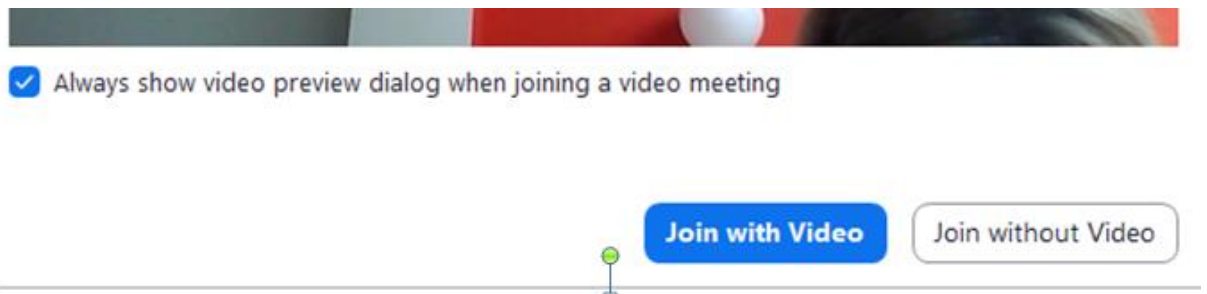 Always show video preview dialog when joining a video meeting
Join with Video
Join without Video